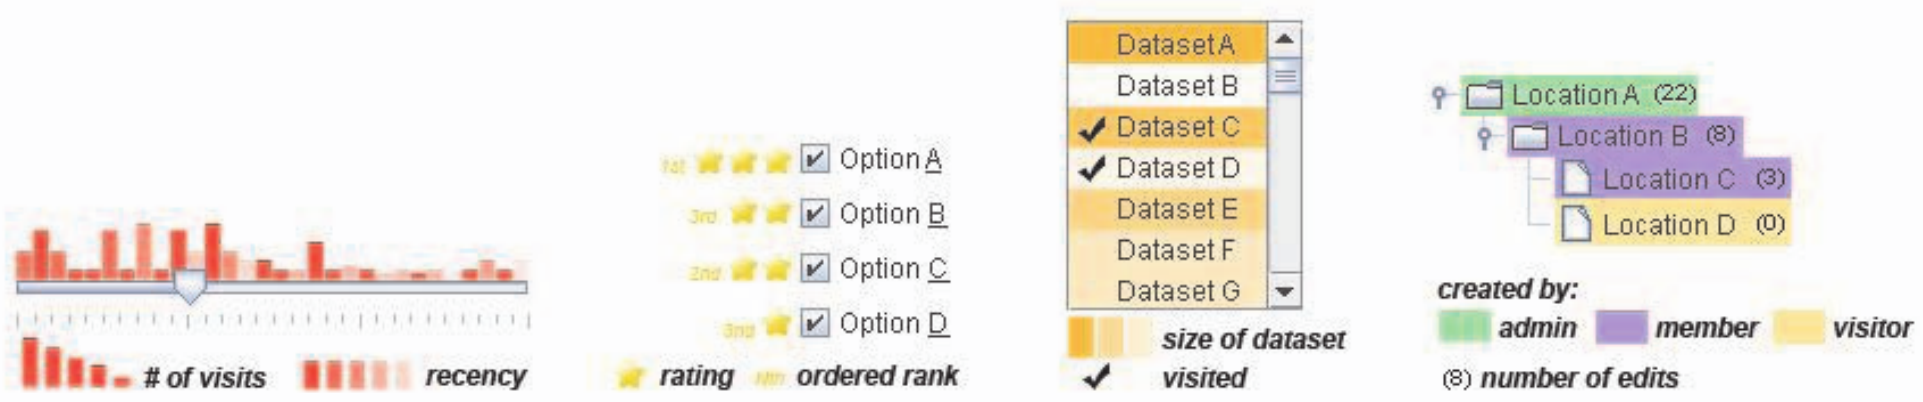 # of visits
recency
1st Option A
3rd Option B
2nd Option C
3nd Option D
rating
Nth ordered rank
Dataset A
Dataset B
Dataset C
Dataset D
Dataset E
Dataset F
Dataset G
size of dataset
visited
Location A (22)
Location B (8)
Location C (3)
Location D (0)
created by:
admin member visitor
(8) number of edits